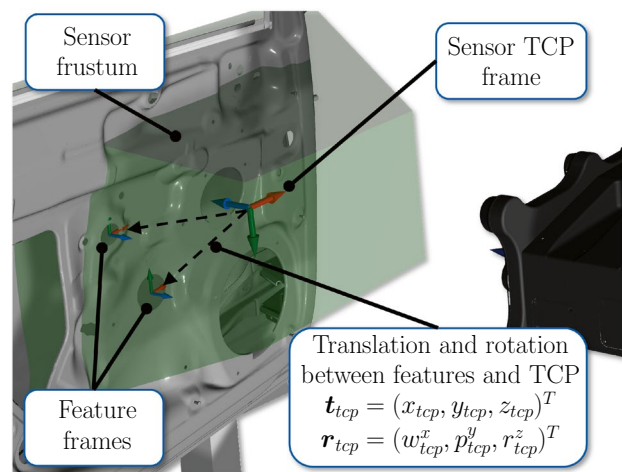 Sensor
frustum
Sensor TCP
frame
Translation and rotation
between features and TCP
$\boldsymbol{t}_{tcp} = (x_{tcp}, y_{tcp}, z_{tcp})^T$
$\boldsymbol{r}_{tcp} = (w^x_{tcp}, p^y_{tcp}, r^z_{tcp})^T$
Feature
frames